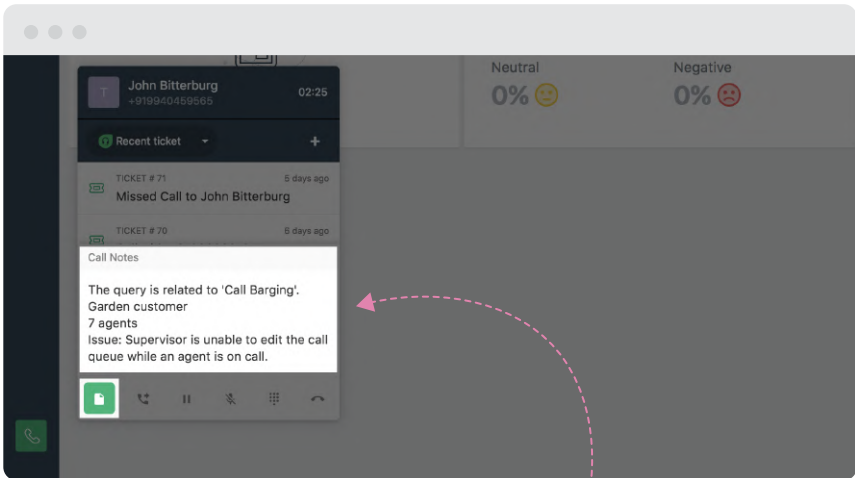 Neutral
Negative
0%
0%
T
John Bitterburg
+919940459565
02:25
Recent ticket
+
TICKET # 71
5 days ago
Missed Call to John Bitterburg
TICKET # 70
6 days ago
Call Notes
The query is related to 'Call Barging'.
Garden customer
7 agents
Issue: Supervisor is unable to edit the call
queue while an agent is on call.